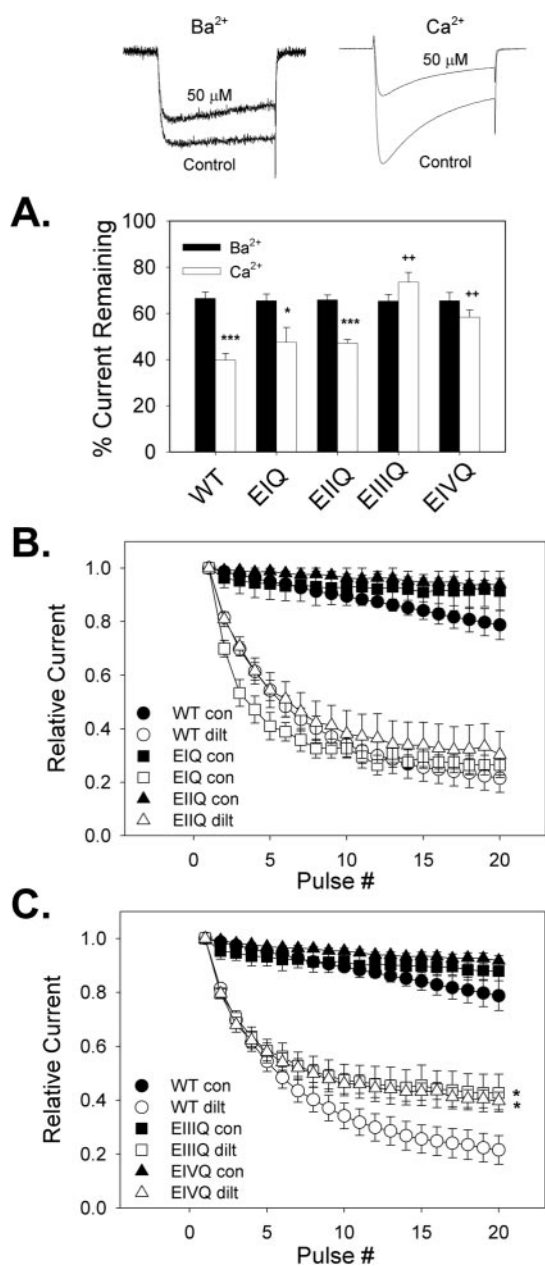 Ba²⁺ Ca²⁺
50 μM 50 μM
Control Control
A.
100
80
60
40
20
0
% Current Remaining
Ba²⁺
Ca²⁺
*** * *** ++ ++
WT EIQ EIIQ EIIIQ EIVQ
B.
1.0
0.8
0.6
0.4
0.2
0.0
Relative Current
WT con
WT dilt
EIQ con
EIQ con
EIIQ con
EIIQ dilt
0 5 10 15 20
Pulse #
C.
1.0
0.8
0.6
0.4
0.2
0.0
Relative Current
WT con
WT dilt
EIIIQ con
EIIIQ dilt
EIVQ con
EIVQ dilt
*
*
0 5 10 15 20
Pulse #